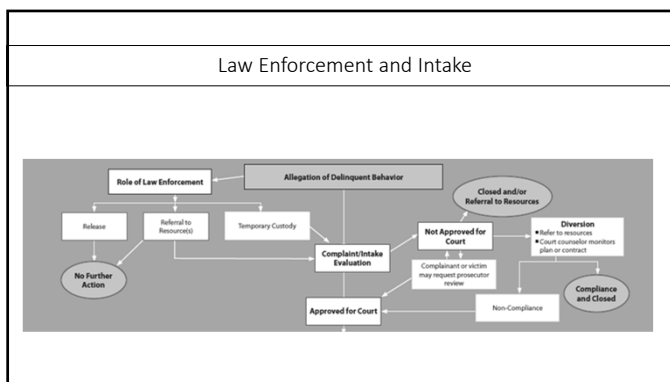 Law Enforcement and Intake
Allegation of Delinquent Behavior
Role of Law Enforcement
Closed and/or
Referral to Resources
Release
Referral to
Resource(s)
Temporary Custody
Not Approved for
Court
Diversion
▪ Refer to resources
▪ Court counselor monitors
plan or contract
Complaint/Intake
Evaluation
No Further
Action
Complainant or victim
may request prosecutor
review
Compliance
and Closed
Approved for Court
Non-Compliance